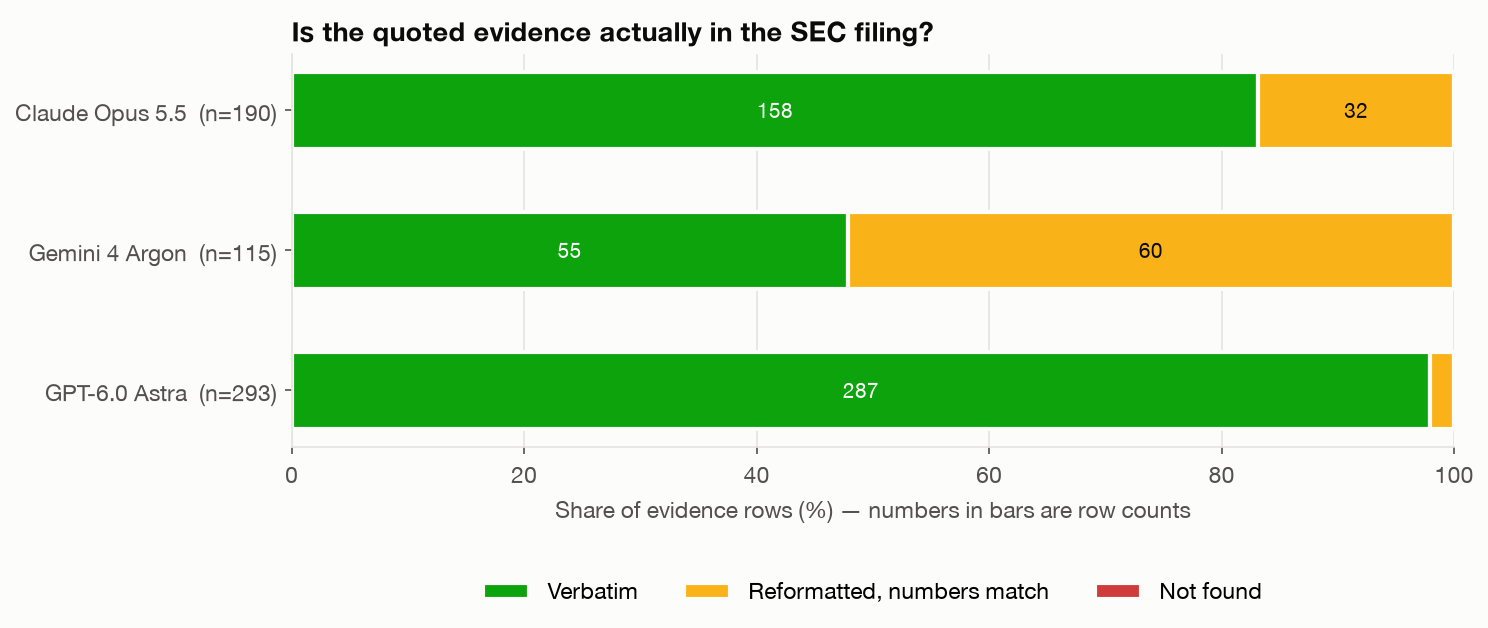 Is the quoted evidence actually in the SEC filing?
Claude Opus 5.5 (n=190)
158
32
Gemini 4 Argon (n=115)
55
60
GPT-6.0 Astra (n=293)
287
0 20 40 60 80 100
Share of evidence rows (%) — numbers in bars are row counts
Verbatim Reformatted, numbers match Not found